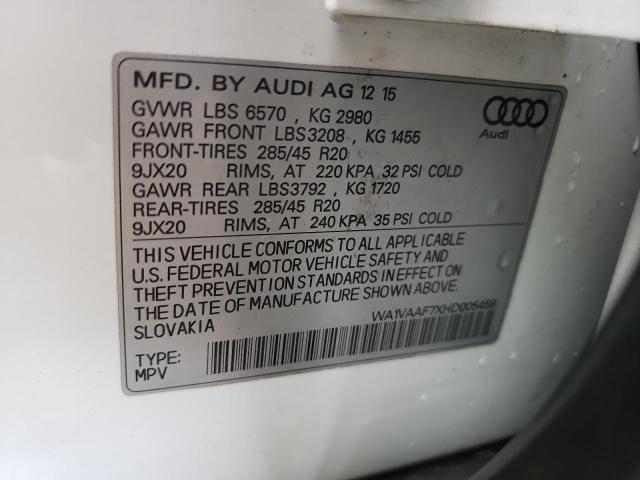 MFD. BY AUDI AG 12 15
GVWR LBS 6570 , KG 2980
GAWR FRONT LBS3208 , KG 1455
FRONT-TIRES 285/45 R20
9JX20 RIMS, AT 220 KPA 32 PSI COLD
GAWR REAR LBS3792 , KG 1720
REAR-TIRES 285/45 R20
9JX20 RIMS, AT 240 KPA 35 PSI COLD
Audi
THIS VEHICLE CONFORMS TO ALL APPLICABLE
U.S. FEDERAL MOTOR VEHICLE SAFETY AND
THEFT PREVENTION STANDARDS IN EFFECT ON
THE DATE OF MANUFACTURE SHOWN ABOVE
SLOVAKIA
WA1VAAF7XHD005468
TYPE:
MPV